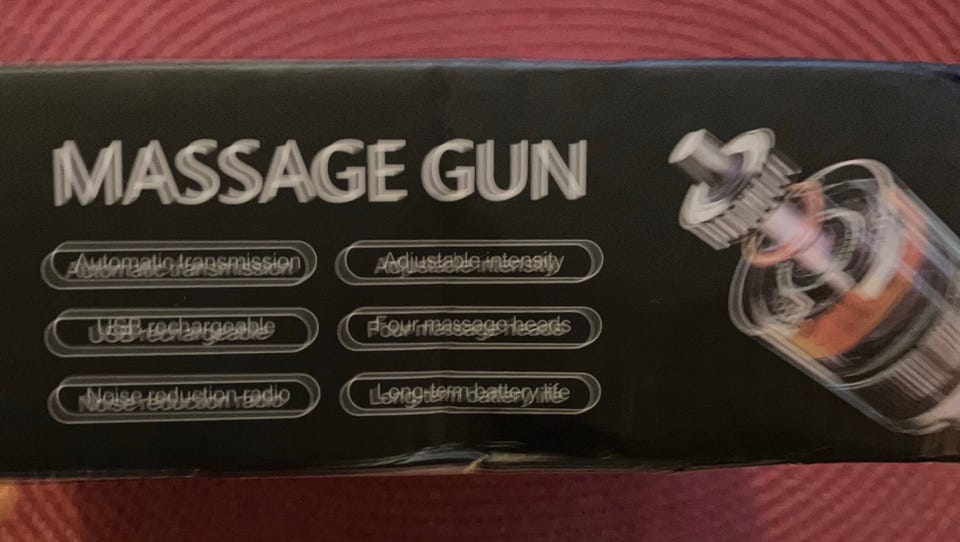 MASSAGE GUN
Automatic transmission
Adjustable intensity
USB rechargeable
Four massage heads
Noise reduction radio
Long-term battery life